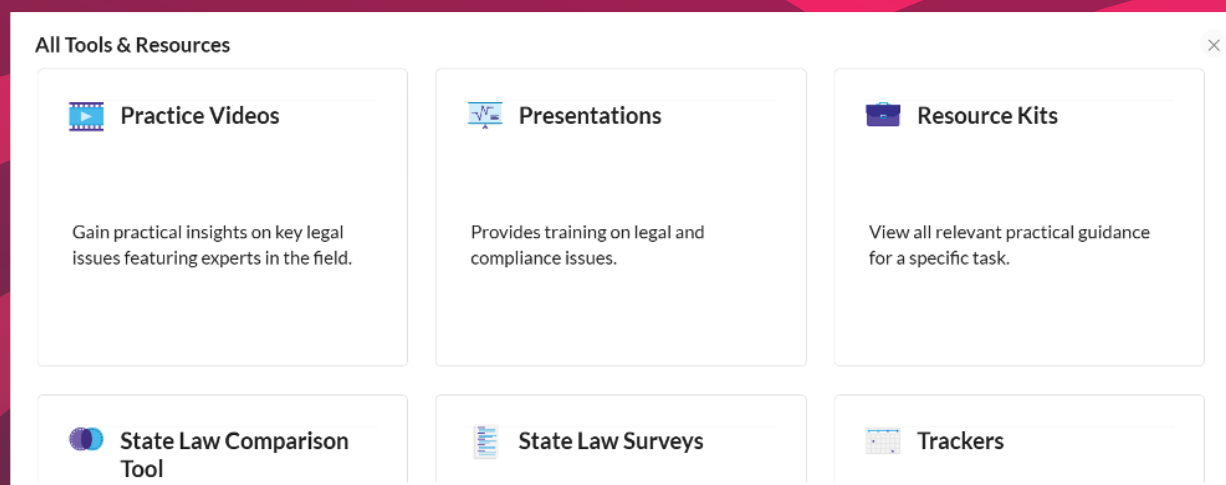 All Tools & Resources
Practice Videos
Gain practical insights on key legal
issues featuring experts in the field.
Presentations
Provides training on legal and
compliance issues.
Resource Kits
View all relevant practical guidance
for a specific task.
State Law Comparison
Tool
State Law Surveys
Trackers